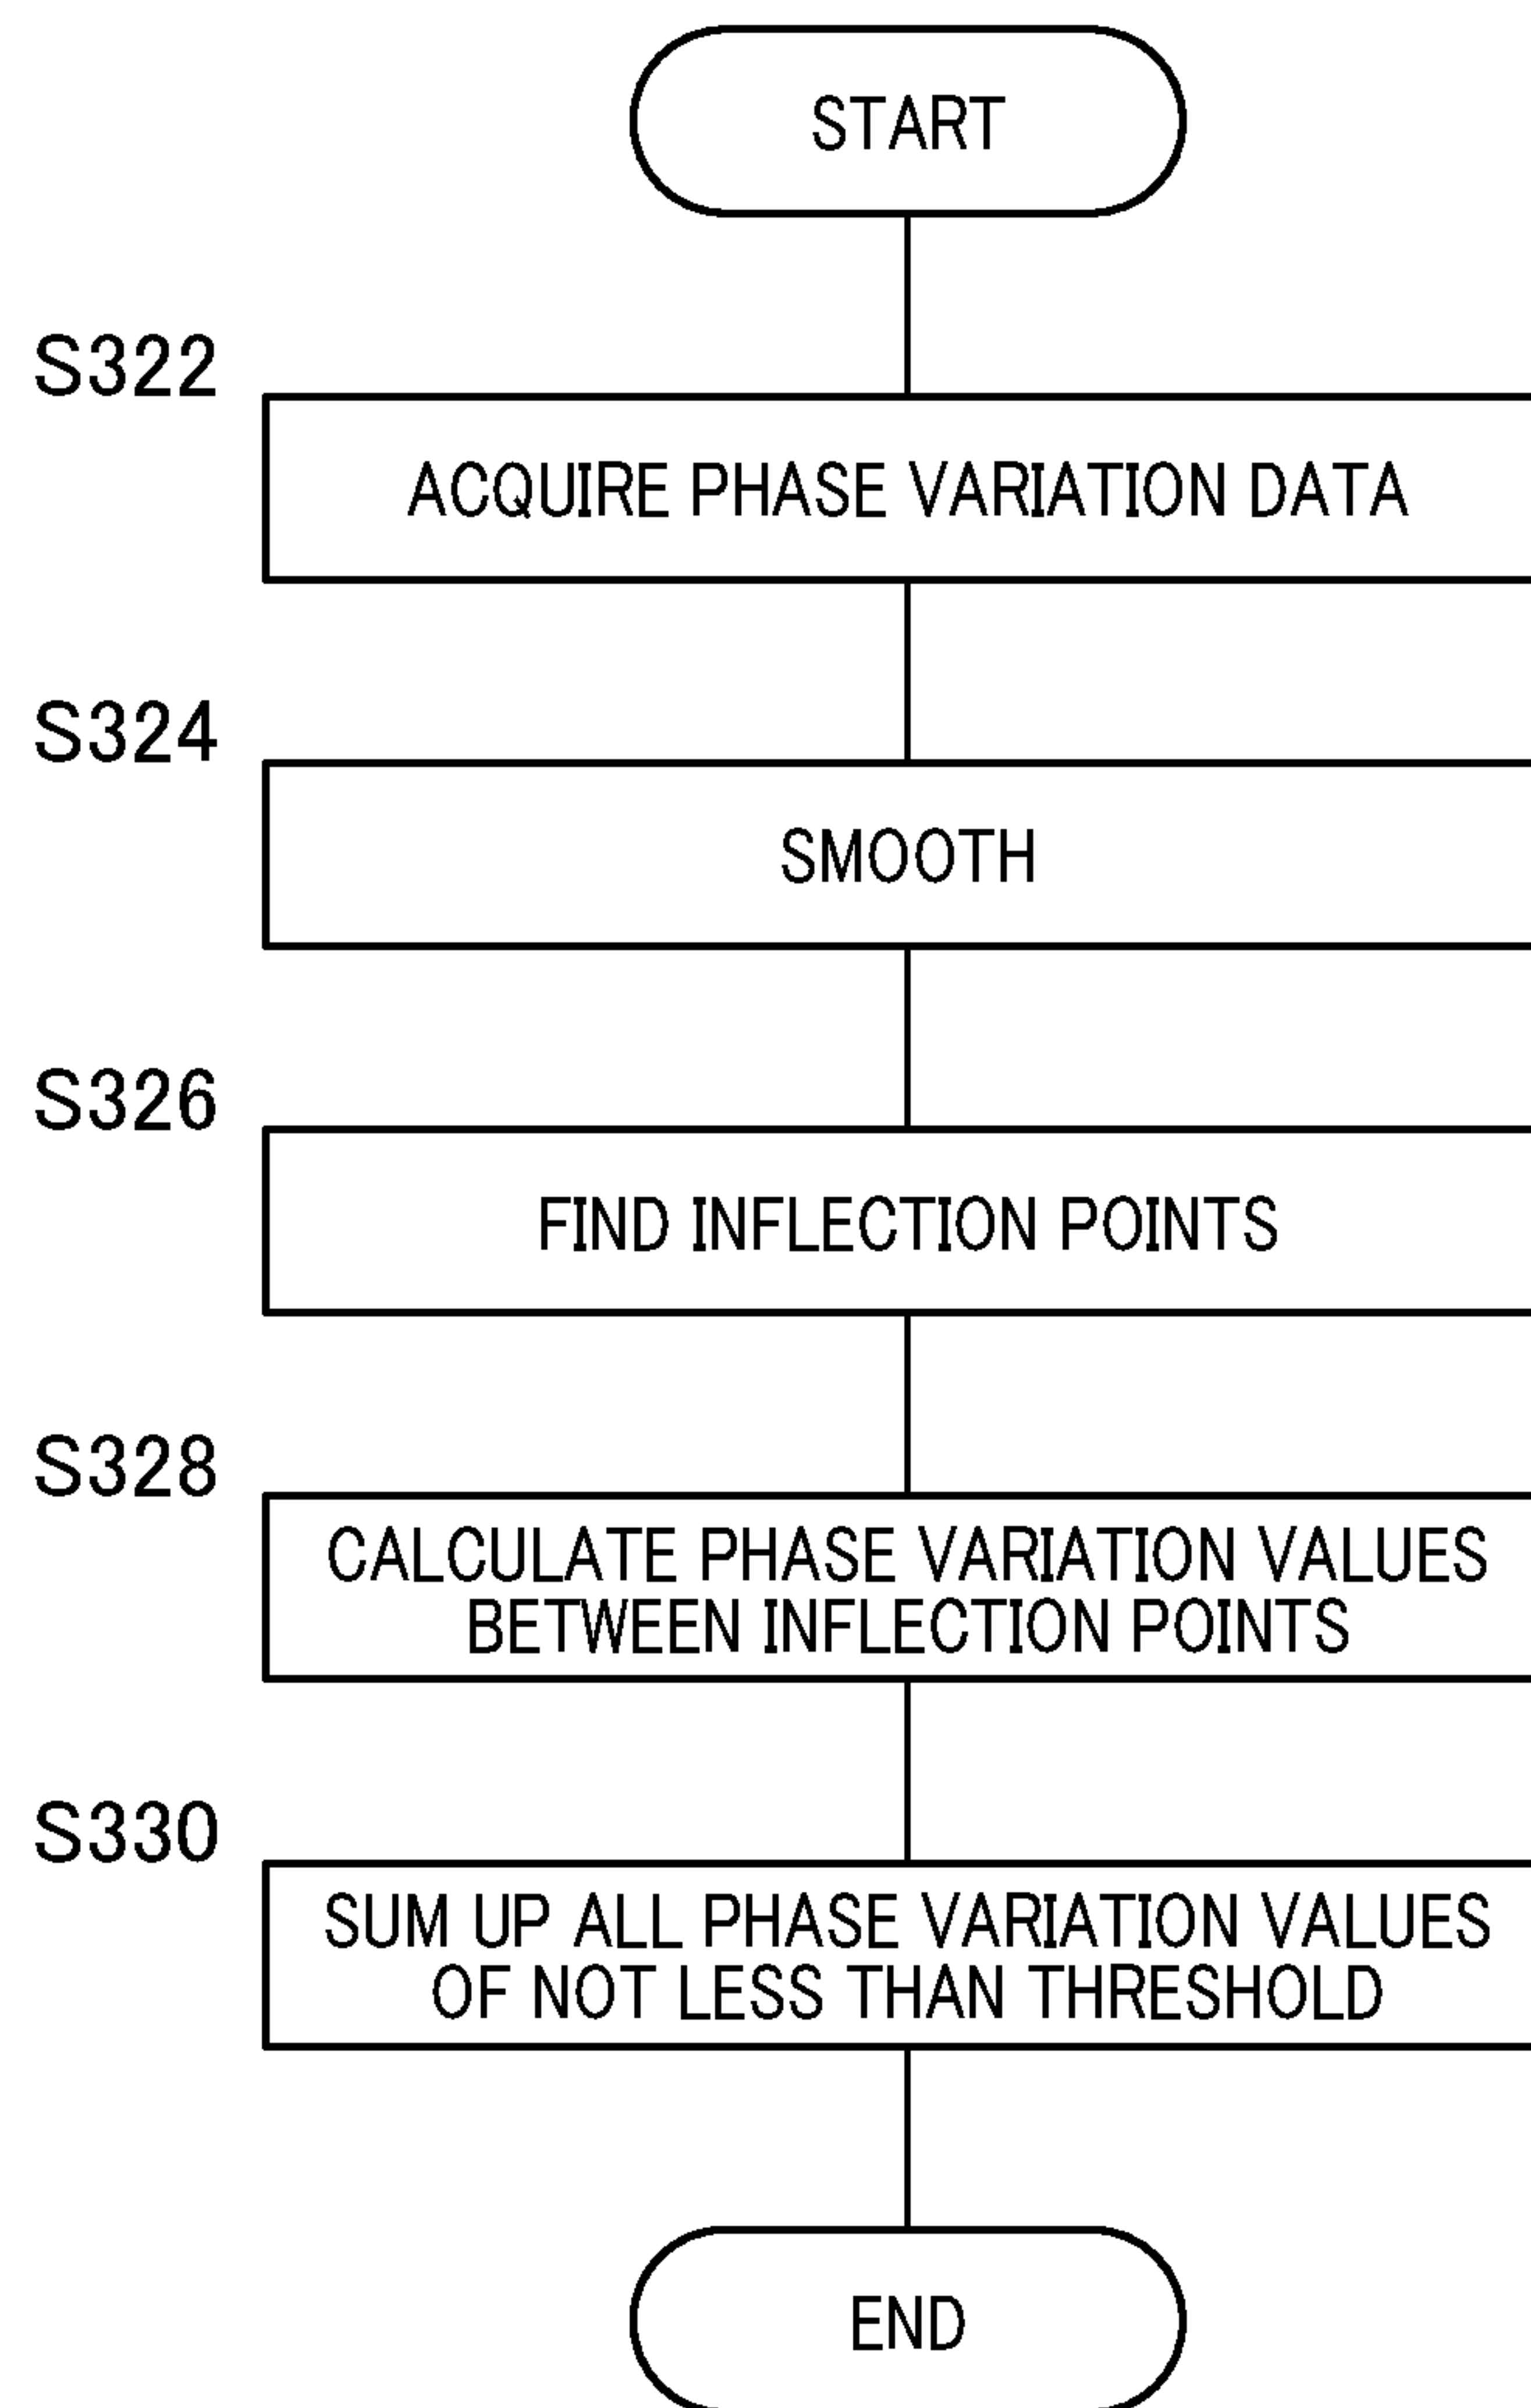 START
S322
ACQUIRE PHASE VARIATION DATA
S324
SMOOTH
S326
FIND INFLECTION POINTS
S328
CALCULATE PHASE VARIATION VALUES
BETWEEN INFLECTION POINTS
S330
SUM UP ALL PHASE VARIATION VALUES
OF NOT LESS THAN THRESHOLD
END